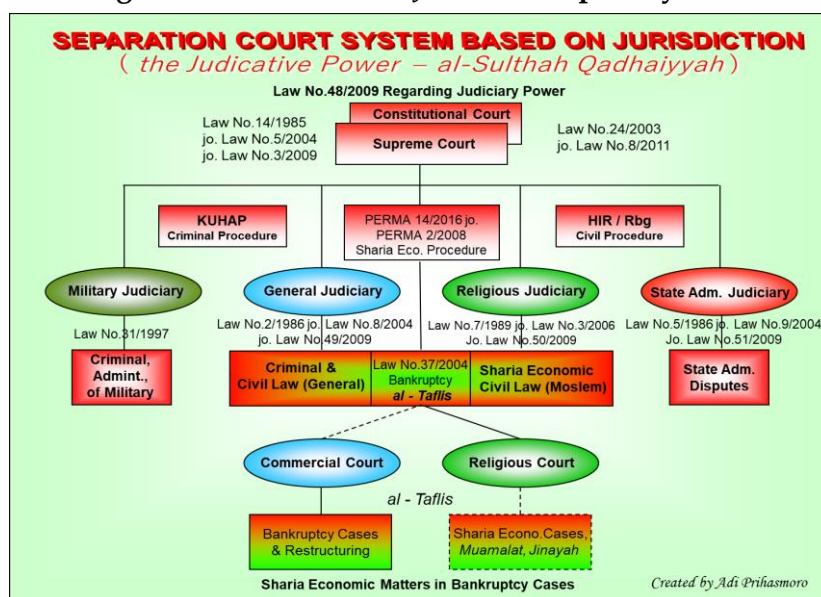 SEPARATION COURT SYSTEM BASED ON JURISDICTION
( the Judicative Power – al-Sulthah Qadhaiyyah )
Law No.48/2009 Regarding Judiciary Power
Law No.14/1985
jo. Law No.5/2004
jo. Law No.3/2009
Constitutional Court
Supreme Court
Law No.24/2003
jo. Law No.8/2011
KUHAP
Criminal Procedure
PERMA 14/2016 jo.
PERMA 2/2008
Sharia Eco. Procedure
HIR / Rbg
Civil Procedure
Military Judiciary
General Judiciary
Religious Judiciary
State Adm. Judiciary
Law No.31/1997
Law No.2/1986 jo. Law No.8/2004
jo. Law No.49/2009
Law No.7/1989 jo. Law No.3/2006
Jo. Law No.50/2009
Law No.5/1986 jo. Law No.9/2004
Jo. Law No.51/2009
Criminal,
Admint.,
of Military
Criminal &
Civil Law (General)
Law No.37/2004
Bankruptcy
al - Taflis
Sharia Economic
Civil Law (Moslem)
State Adm.
Disputes
Commercial Court
Religious Court
al - Taflis
Bankruptcy Cases
& Restructuring
Sharia Econo.Cases,
Muamalat, Jinayah
Sharia Economic Matters in Bankruptcy Cases
Created by Adi Prihasmoro